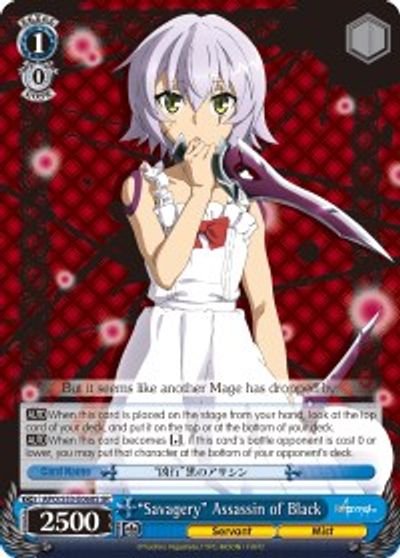 1
0
But it seems like another Mage has dropped by.
AUTO When this card is placed on the stage from your hand, look at the top
card of your deck, and put it on the top or at the bottom of your deck.
AUTO When this card becomes [ ], if this card's battle opponent is cost 0 or
lower, you may put that opponent on the bottom of your opponent's deck.
Card Name
"凶行"黒のアサシン
2500
"Savagery" Assassin of Black
Servant
Mist